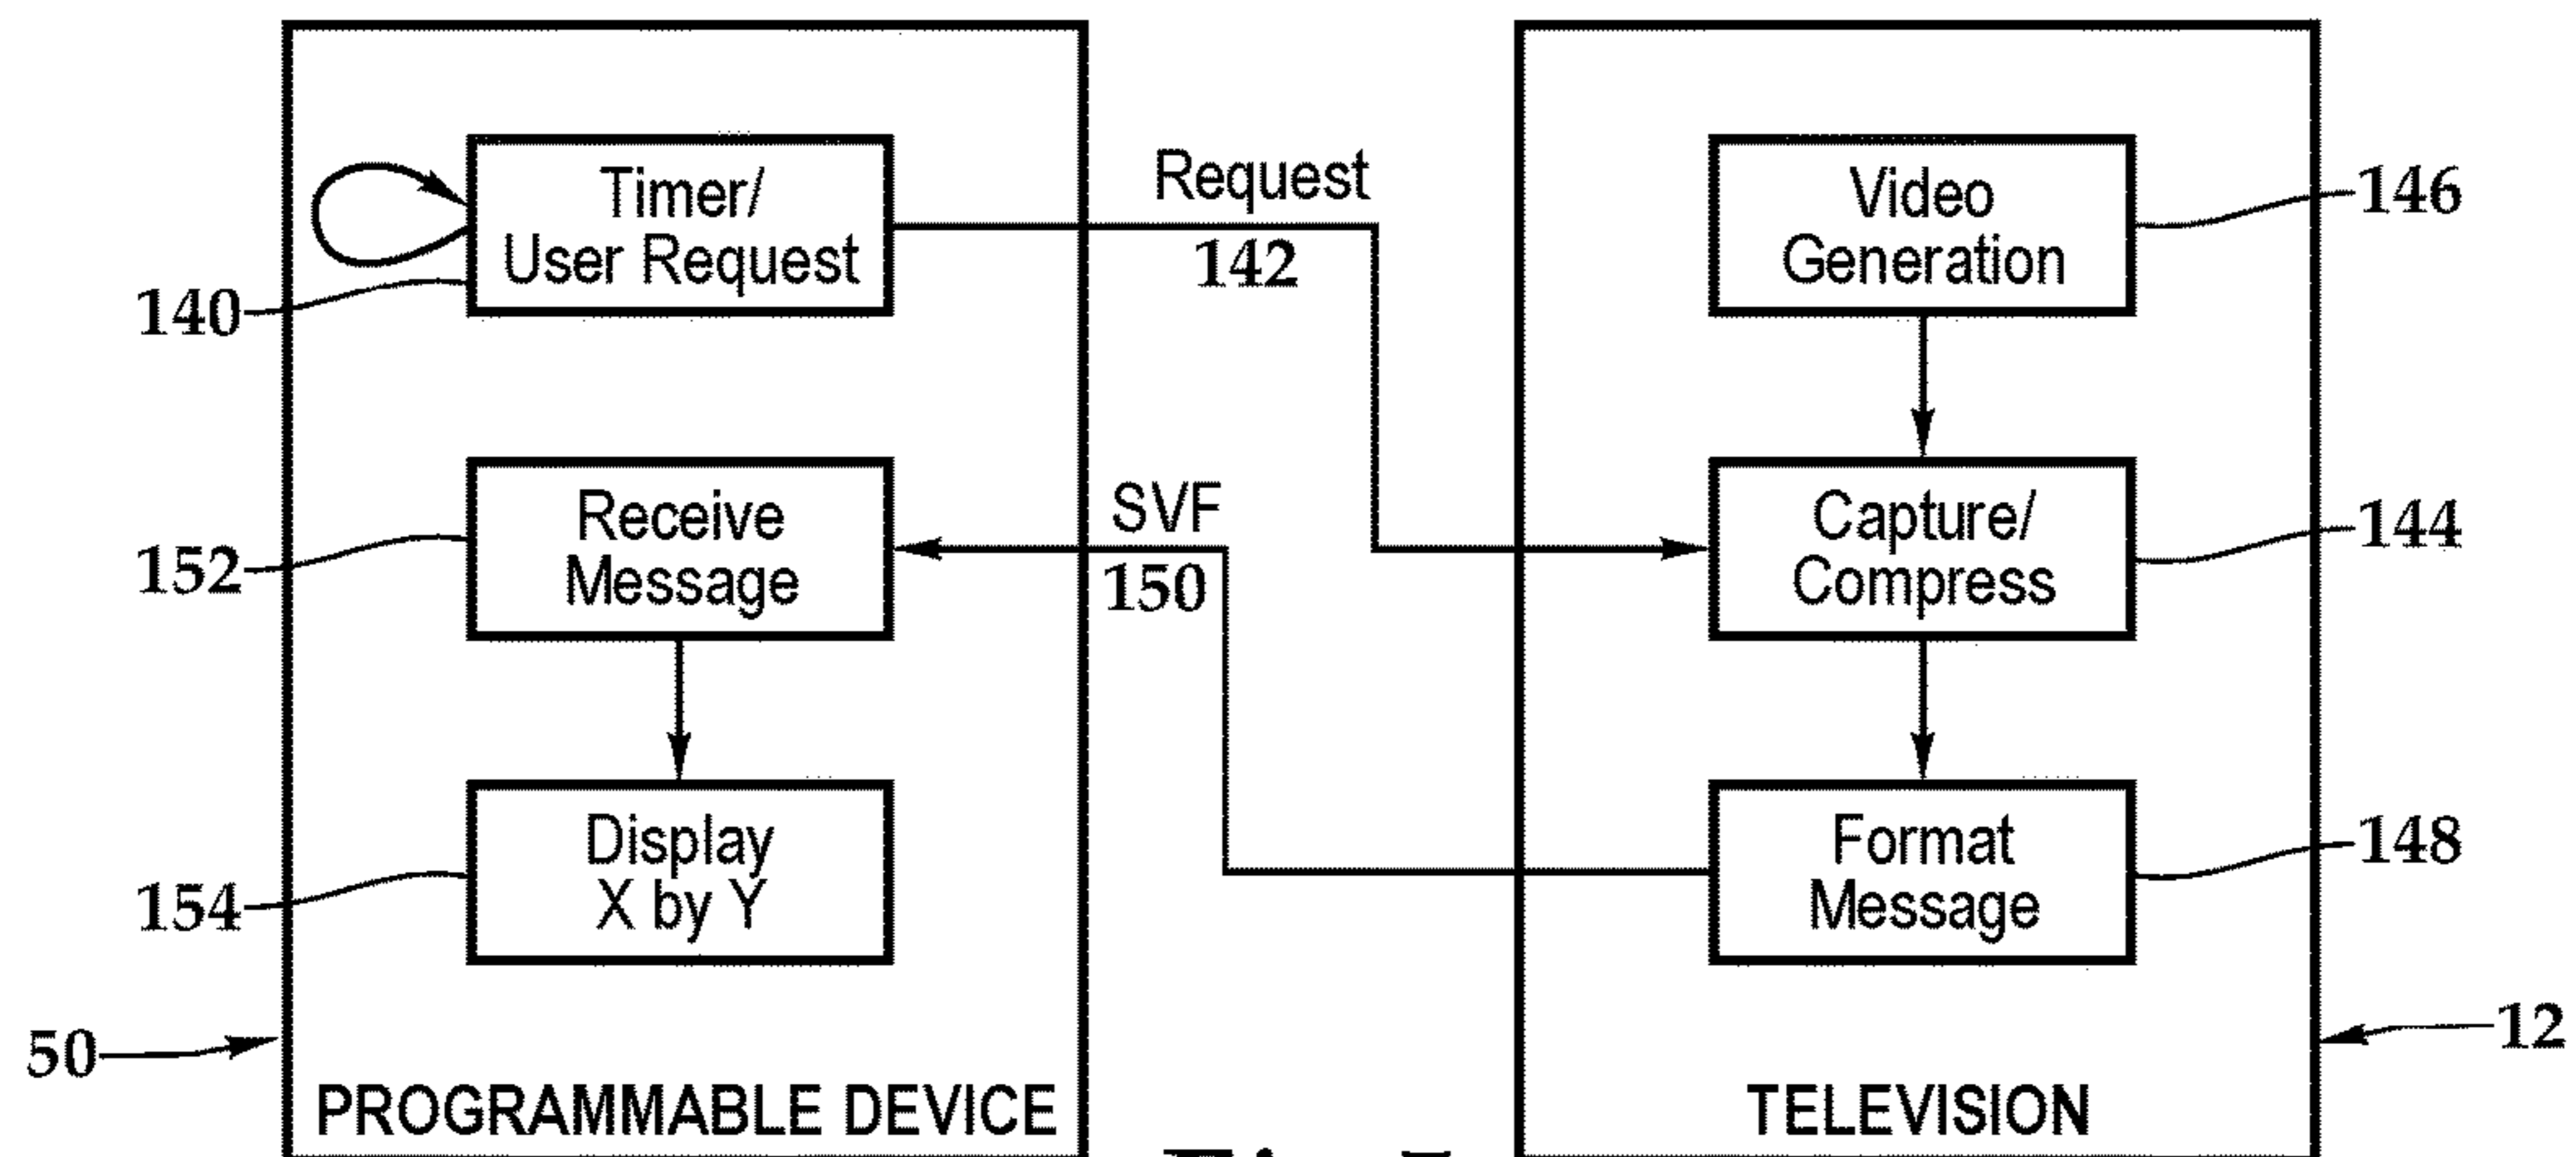 Timer/
User Request
140
Request
142
Video
Generation
146
Receive
Message
152
SVF
150
Capture/
Compress
144
Display
X by Y
154
Format
Message
148
50
PROGRAMMABLE DEVICE
TELEVISION
12